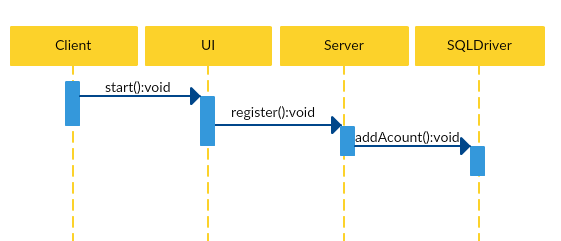 Client
UI
Server
SQLDriver
start():void
register():void
addAcount():void